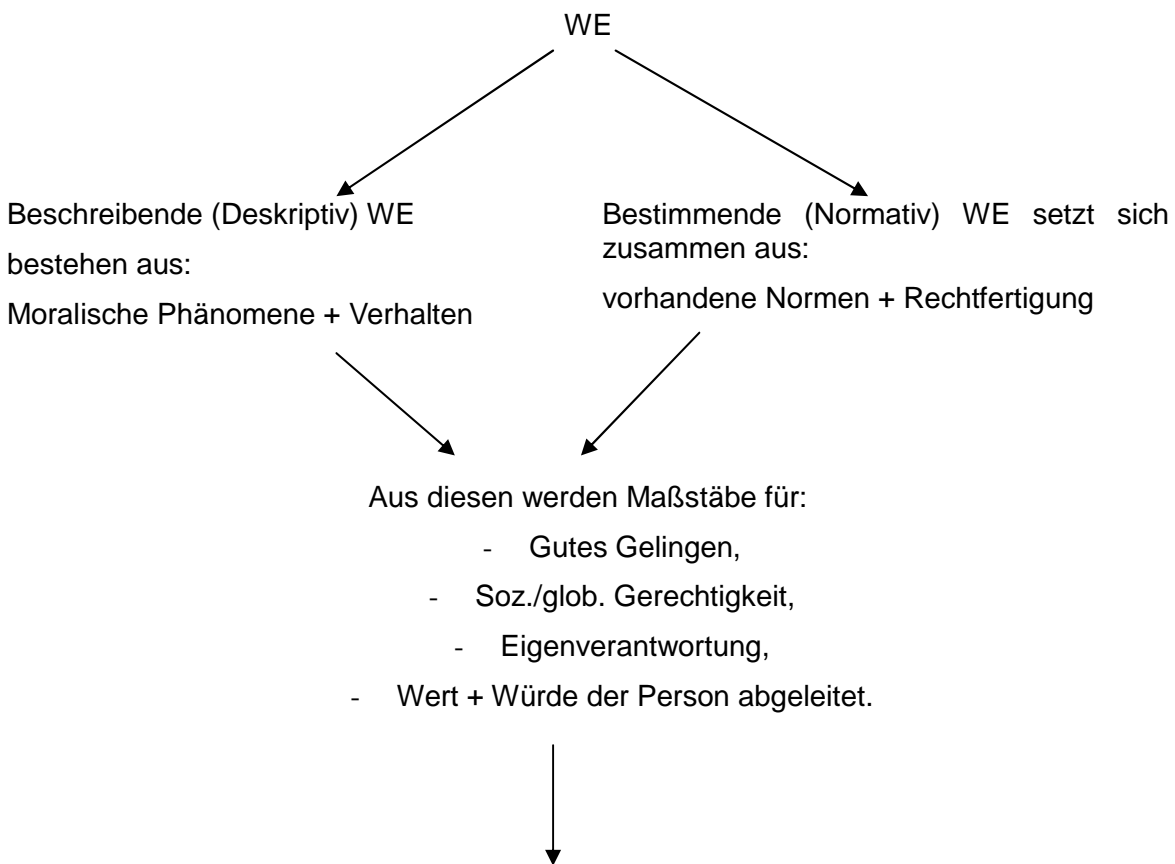 WE
Beschreibende (Deskriptiv) WE
bestehen aus:
Moralische Phänomene + Verhalten
Bestimmende (Normativ) WE setzt sich
zusammen aus:
vorhandene Normen + Rechtfertigung
Aus diesen werden Maßstäbe für:
- Gutes Gelingen,
- Soz./glob. Gerechtigkeit,
- Eigenverantwortung,
- Wert + Würde der Person abgeleitet.